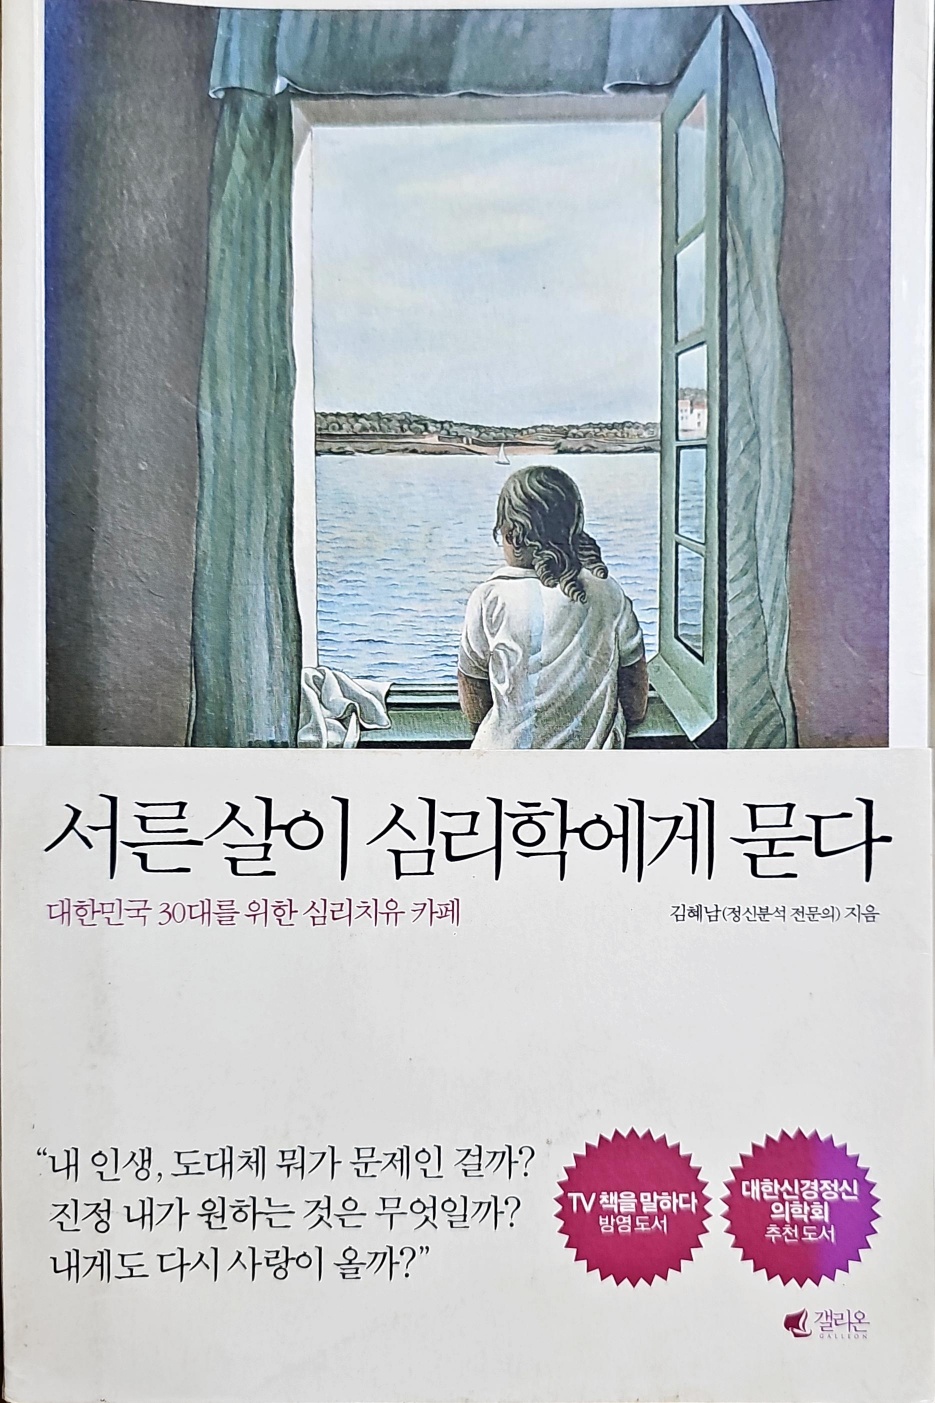 서른 살이 심리학에게 묻다
대한민국 30대를 위한 심리치유 카페
김혜남(정신분석 전문의) 지음
“내 인생, 도대체 뭐가 문제인 걸까?
진정 내가 원하는 것은 무엇일까?
내게도 다시 사랑이 올까?”
TV 책을 말하다
방영 도서
대한신경정신
의학회
추천 도서
갤리온
GALLEON